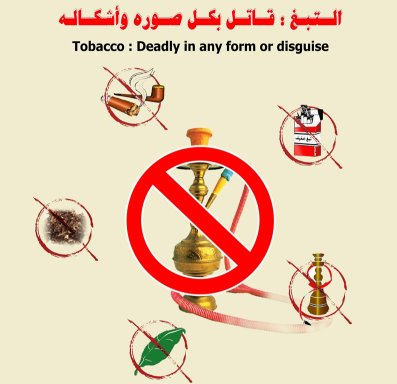 التبغ : قاتل بكل صوره وأشكاله
Tobacco : Deadly in any form or disguise